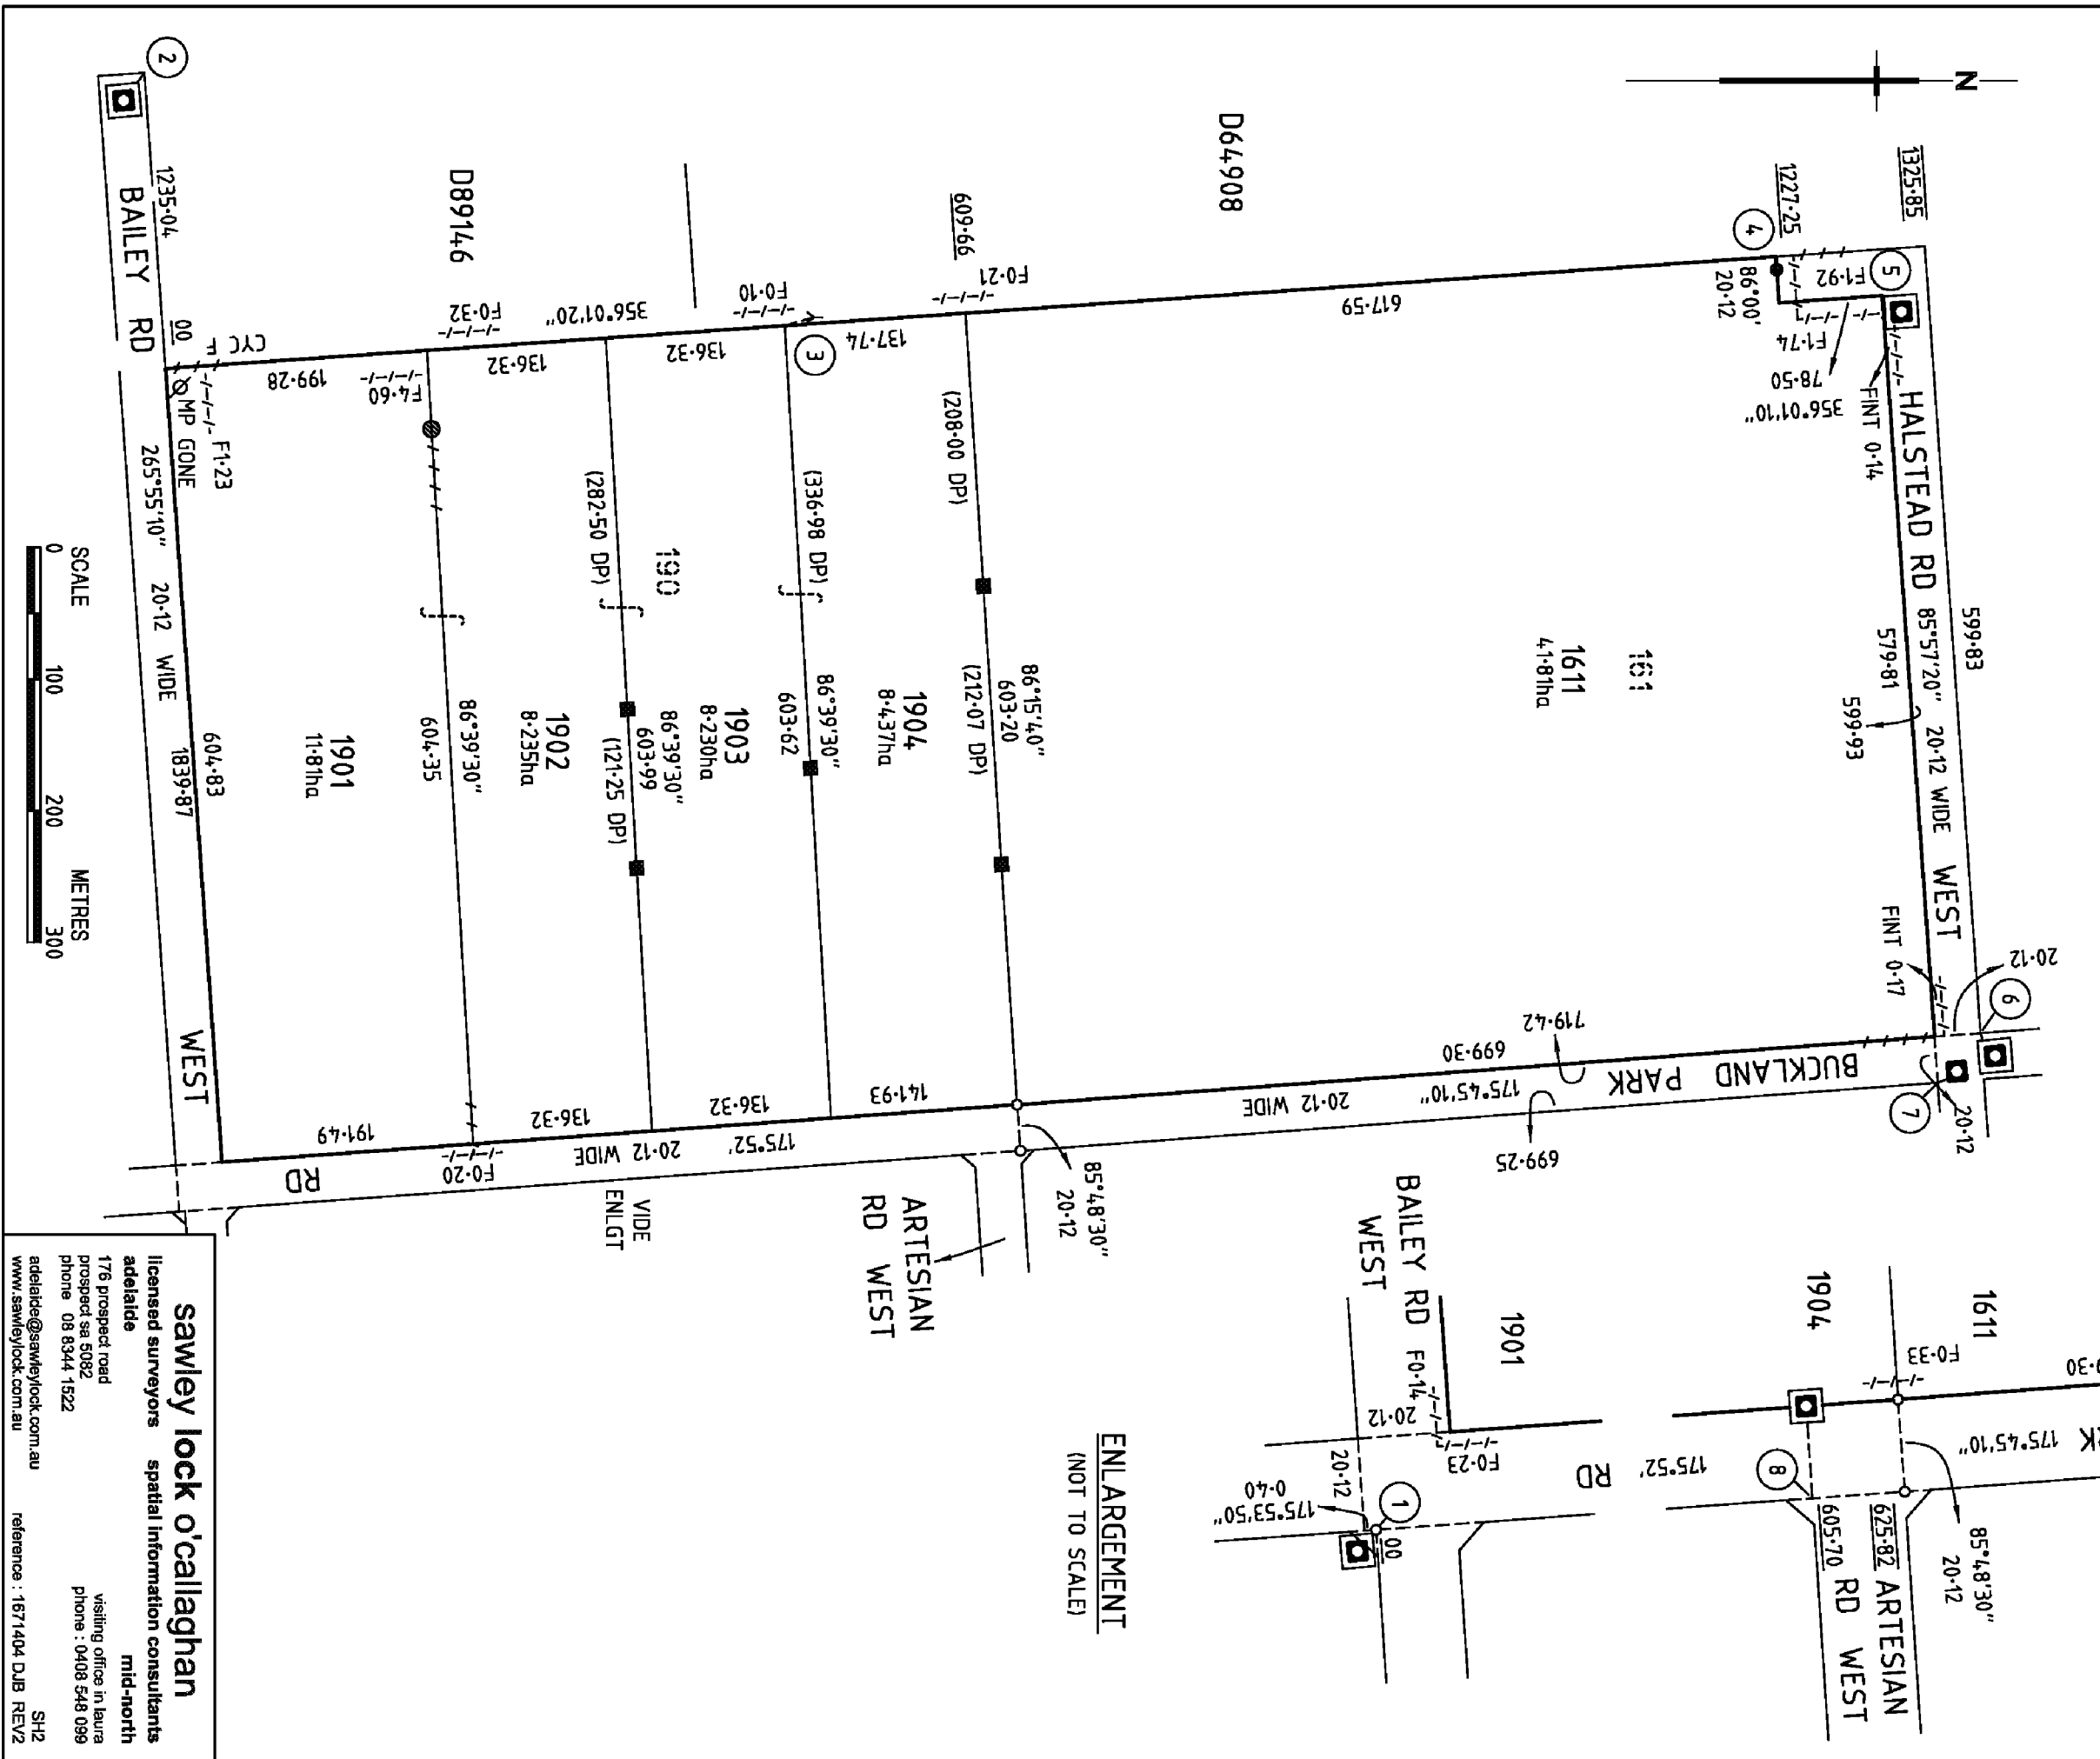 N
1325·85
1227·25
D64908
609·66
D89146
1235·04
00
2
BAILEY RD
4
5
F1·92
86°00'
20·12
F1·74
78·50
356°01'10"
FINT 0·14
HALSTEAD RD 85°57'20" 20·12 WIDE WEST
599·83
579·81
599·93
FINT 0·17
20·12
6
7
20·12
617·59
161
1611
41·81ha
F0·21
137·74
3
F0·10
136·32
356°01'20"
136·32
F0·32
F4·60
199·28
CYC F
F1·23
MP GONE
(208·00 DP)
86°15'40"
603·20
(212·07 DP)
1904
8·437ha
(336·98 DP)
86°39'30"
603·62
190
1903
8·230ha
(282·50 DP)
86°39'30"
603·99
(121·25 DP)
1902
8·235ha
86°39'30"
604·35
1901
11·81ha
604·83
265°55'10" 20·12 WIDE 1839·87
WEST
719·42
699·30
BUCKLAND PARK
175°45'10"
20·12 WIDE
699·25
141·93
136·32
136·32
191·49
175°52'
20·12 WIDE
F0·20
RD
VIDE
ENLGT
ARTESIAN
RD WEST
85°48'30"
20·12
SCALE
METRES
0 100 200 300
1611
1904
F0·33
175°45'10"
85°48'30"
20·12
8
625·82 ARTESIAN
605·70 RD WEST
175°52'
RD
1901
BAILEY RD
WEST
F0·14
20·12
F0·23
20·12
1
00
175°53'50"
0·40
ENLARGEMENT
(NOT TO SCALE)
sawley lock o'callaghan
licensed surveyors spatial information consultants
adelaide mid-north
176 prospect road
prospect sa 5082
phone 08 8344 1522
visiting office in laura
phone : 0408 548 099
adelaide@sawleylock.com.au
www.sawleylock.com.au
SH2
reference : 1671404 DJB REV2